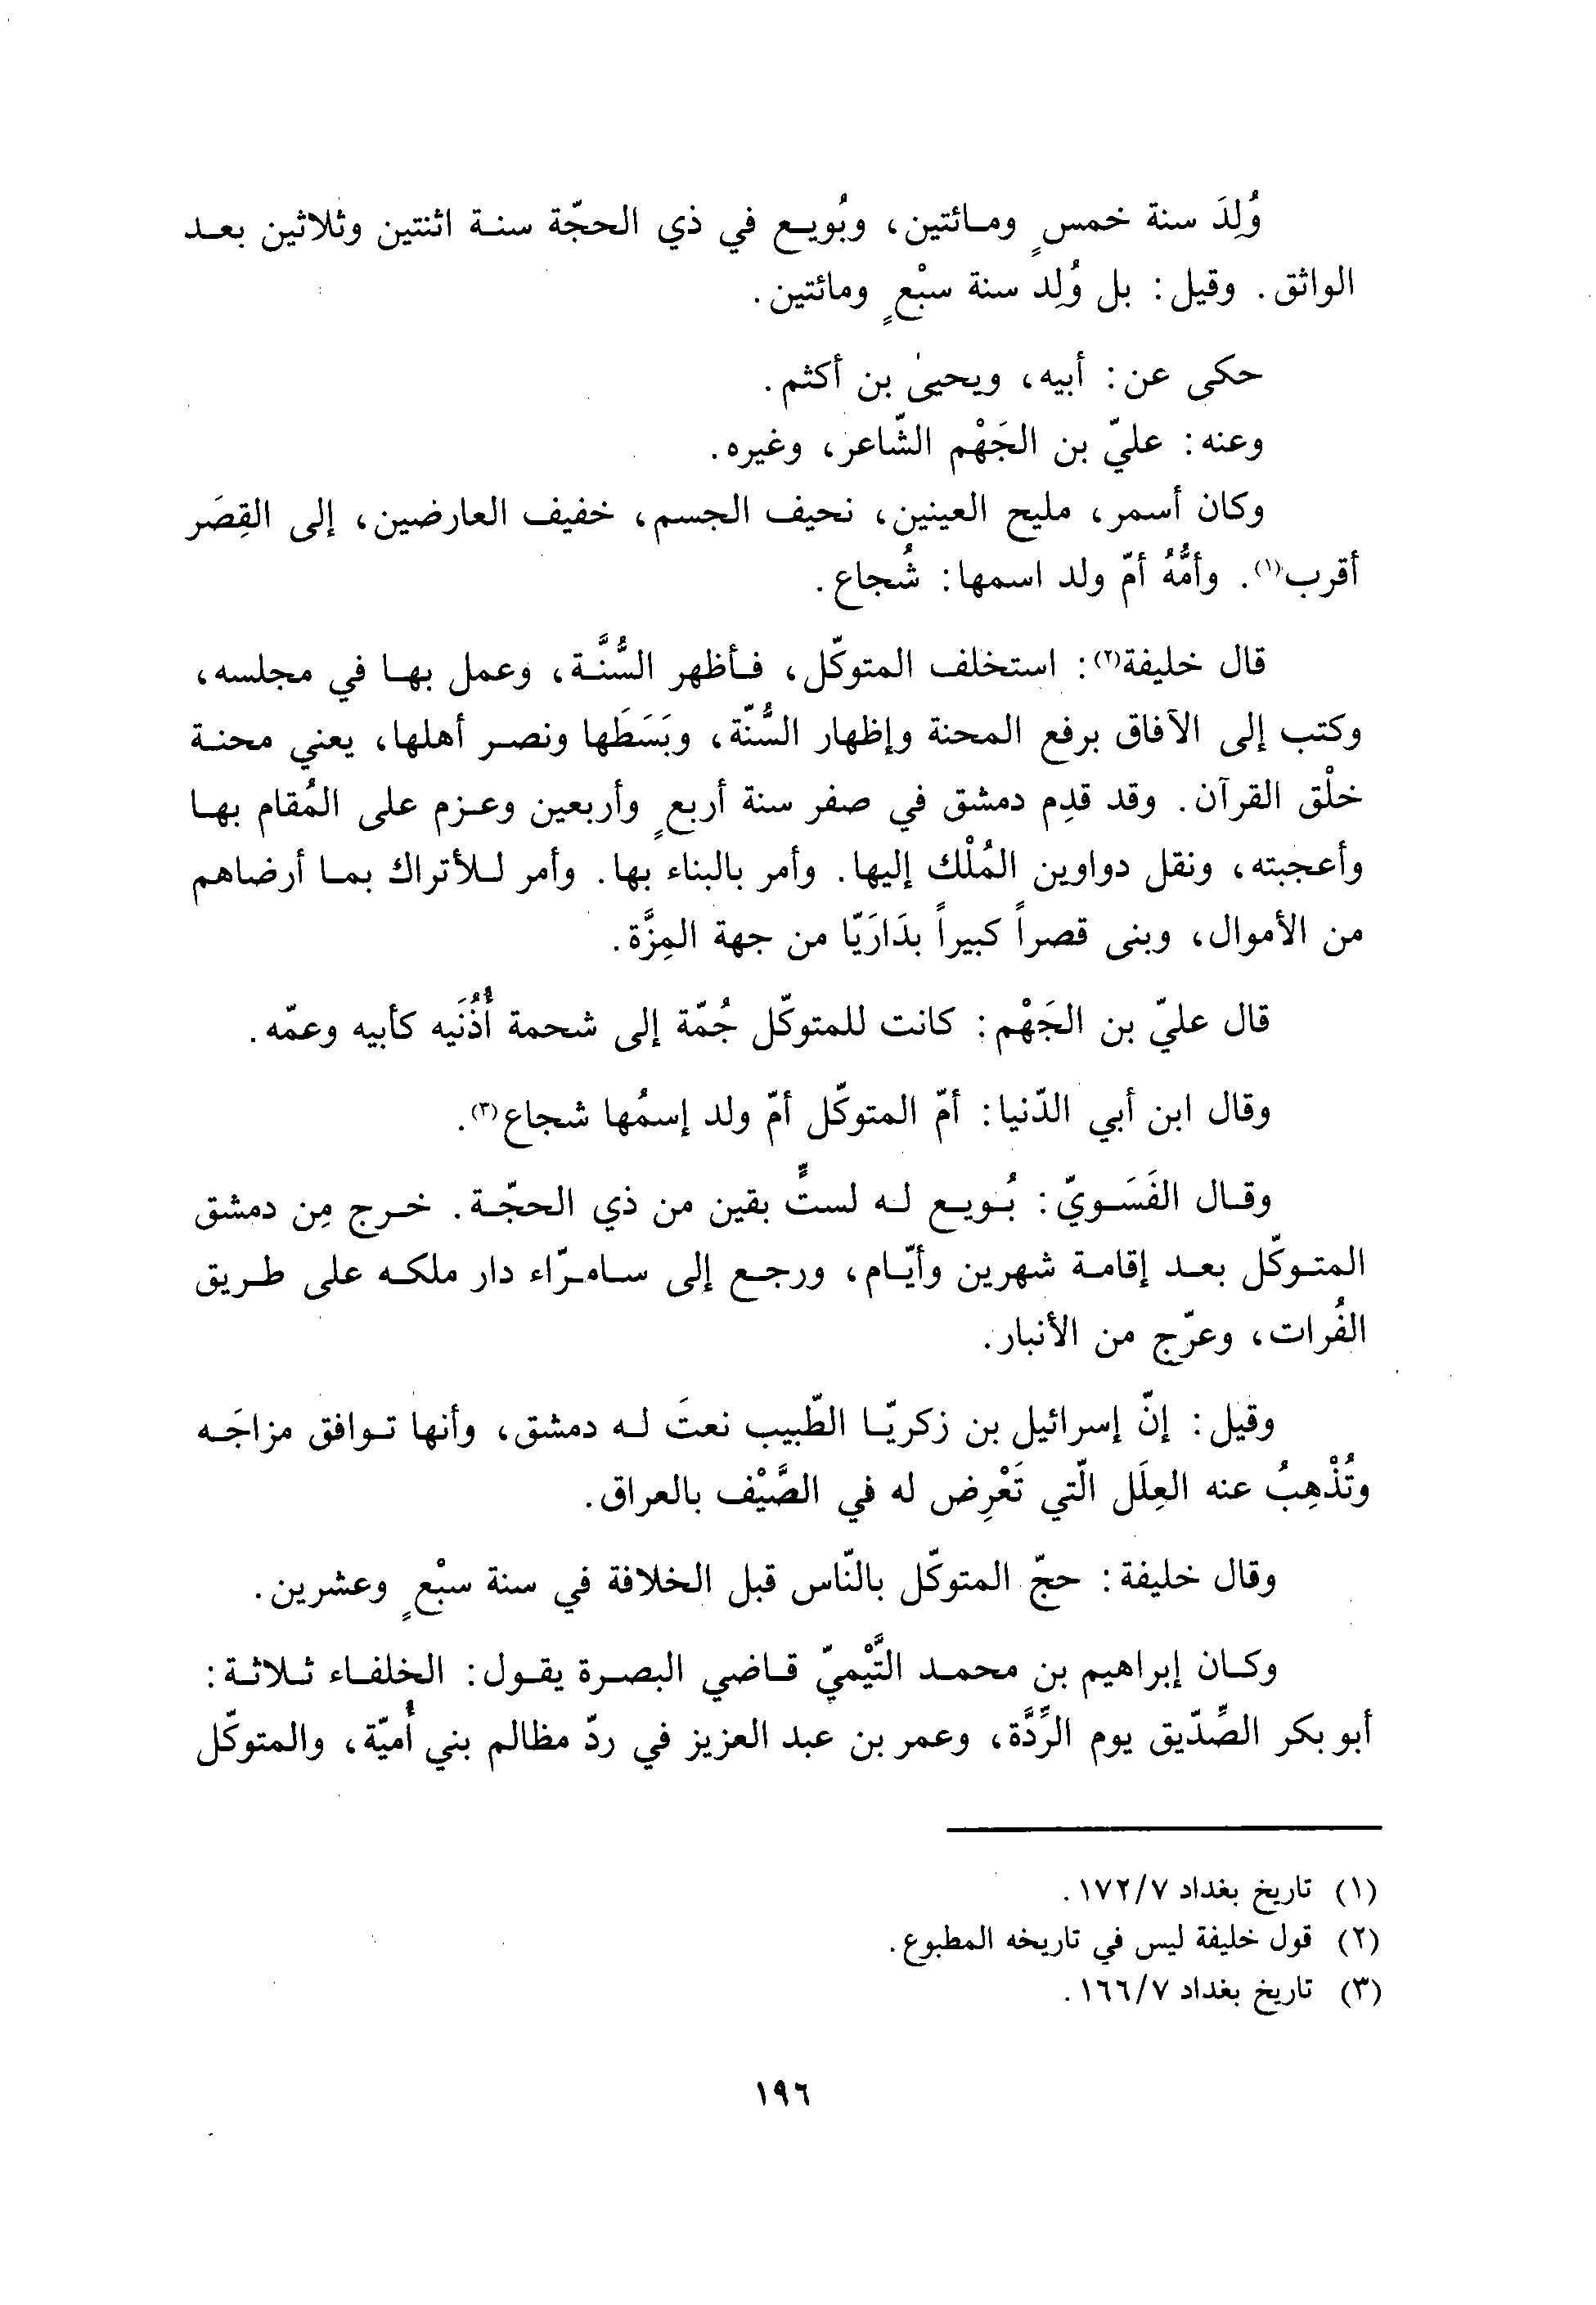 وُلِدَ سنة خمسٍ ومائتين، وبُويع في ذي الحجّة سنة اثنتين وثلاثين بعد
الواثق. وقيل: بل وُلِد سنة سبْعٍ ومائتين.
حكى عن: أبيه، ويحيىٰ بن أكثم.
وعنه: عليّ بن الجَهْم الشّاعر، وغيره.
وكان أسمر، مليح العينين، نحيف الجسم، خفيف العارضين، إلى القِصَر
أقرب(١). وأمُّهُ أمّ ولد اسمها: شُجاع.
قال خليفة(٢): استخلف المتوكّل، فأظهر السُّنَّة، وعمل بها في مجلسه،
وكتب إلى الآفاق برفع المحنة وإظهار السُّنّة، وبَسَطَها ونصر أهلها، يعني محنة
خلْق القرآن. وقد قدِم دمشق في صفر سنة أربعٍ وأربعين وعزم على المُقام بها
وأعجبته، ونقل دواوين المُلْك إليها. وأمر بالبناء بها. وأمر للأتراك بما أرضاهم
من الأموال، وبنى قصراً كبيراً بدَارَيّا من جهة المِزَّة.
قال عليّ بن الجَهْم: كانت للمتوكّل جُمّة إلى شحمة أُذُنَيه كأبيه وعمّه.
وقال ابن أبي الدّنيا: أمّ المتوكّل أمّ ولد إسمُها شجاع(٣).
وقال الفَسَويّ: بُويع له لستٍّ بقين من ذي الحجّة. خرج مِن دمشق
المتوكّل بعد إقامة شهرين وأيّام، ورجع إلى سامرّاء دار ملكه على طريق
الفُرات، وعرّج من الأنبار.
وقيل: إنّ إسرائيل بن زكريّا الطّبيب نعتَ له دمشق، وأنها توافق مزاجَه
وتُذْهِبُ عنه العِلَل الّتي تَعْرِض له في الصَّيْف بالعراق.
وقال خليفة: حجّ المتوكّل بالنّاس قبل الخلافة في سنة سبْعٍ وعشرين.
وكان إبراهيم بن محمد التَّيْميّ قاضي البصرة يقول: الخلفاء ثلاثة:
أبو بكر الصِّدّيق يوم الرِّدَّة، وعمر بن عبد العزيز في ردّ مظالم بني أُميّة، والمتوكّل
(١) تاريخ بغداد ١٧٢/٧.
(٢) قول خليفة ليس في تاريخه المطبوع.
(٣) تاريخ بغداد ١٦٦/٧.
١٩٦